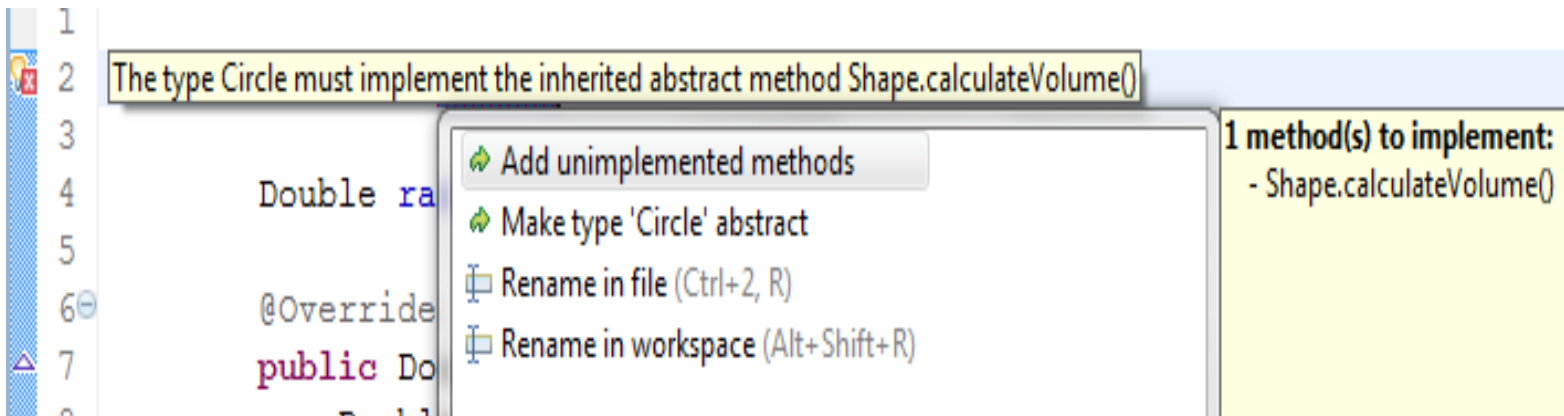 1
2 The type Circle must implement the inherited abstract method Shape.calculateVolume()
3
4 Double ra
5
6 @Override
7 public Do
Add unimplemented methods
Make type 'Circle' abstract
Rename in file (Ctrl+2, R)
Rename in workspace (Alt+Shift+R)
1 method(s) to implement:
- Shape.calculateVolume()